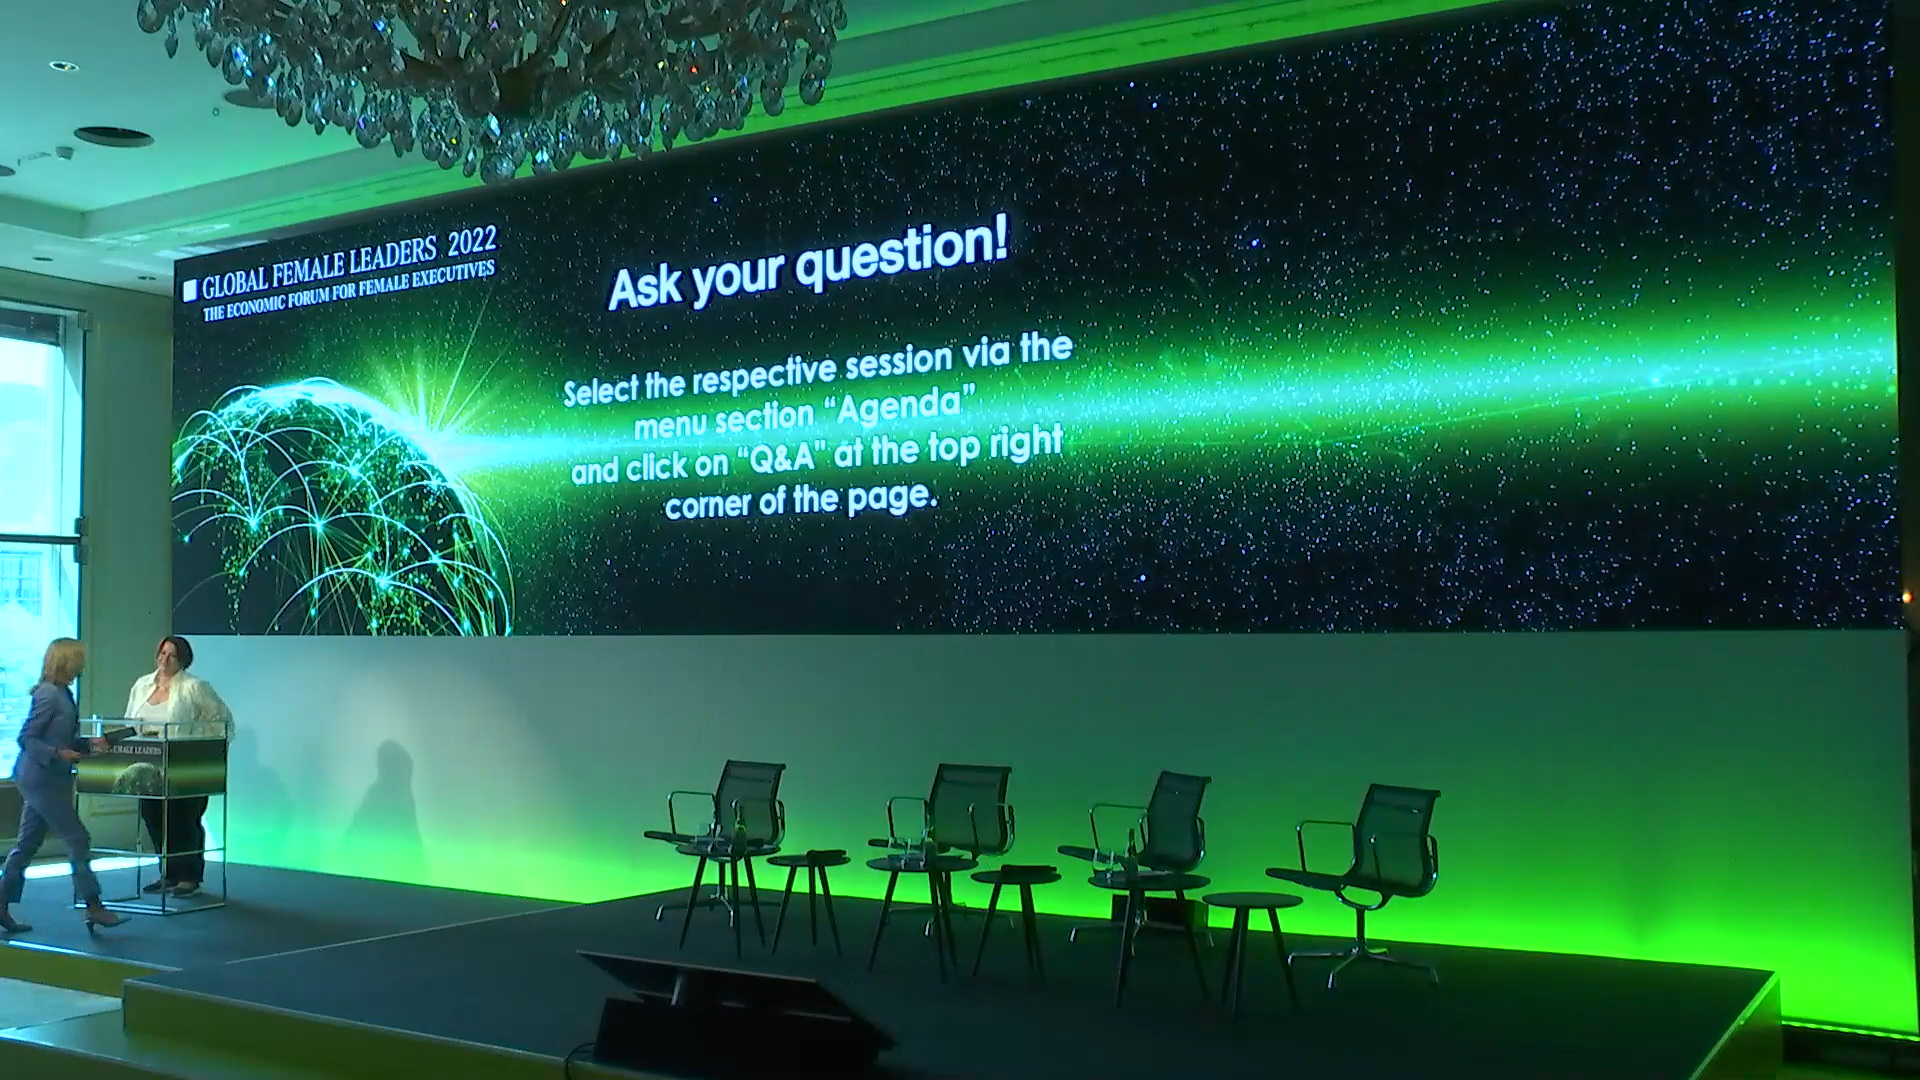 GLOBAL FEMALE LEADERS 2022
THE ECONOMIC FORUM FOR FEMALE EXECUTIVES
Ask your question!
Select the respective session via the
menu section “Agenda”
and click on “Q&A" at the top right
corner of the page.
FEMALE LEADERS